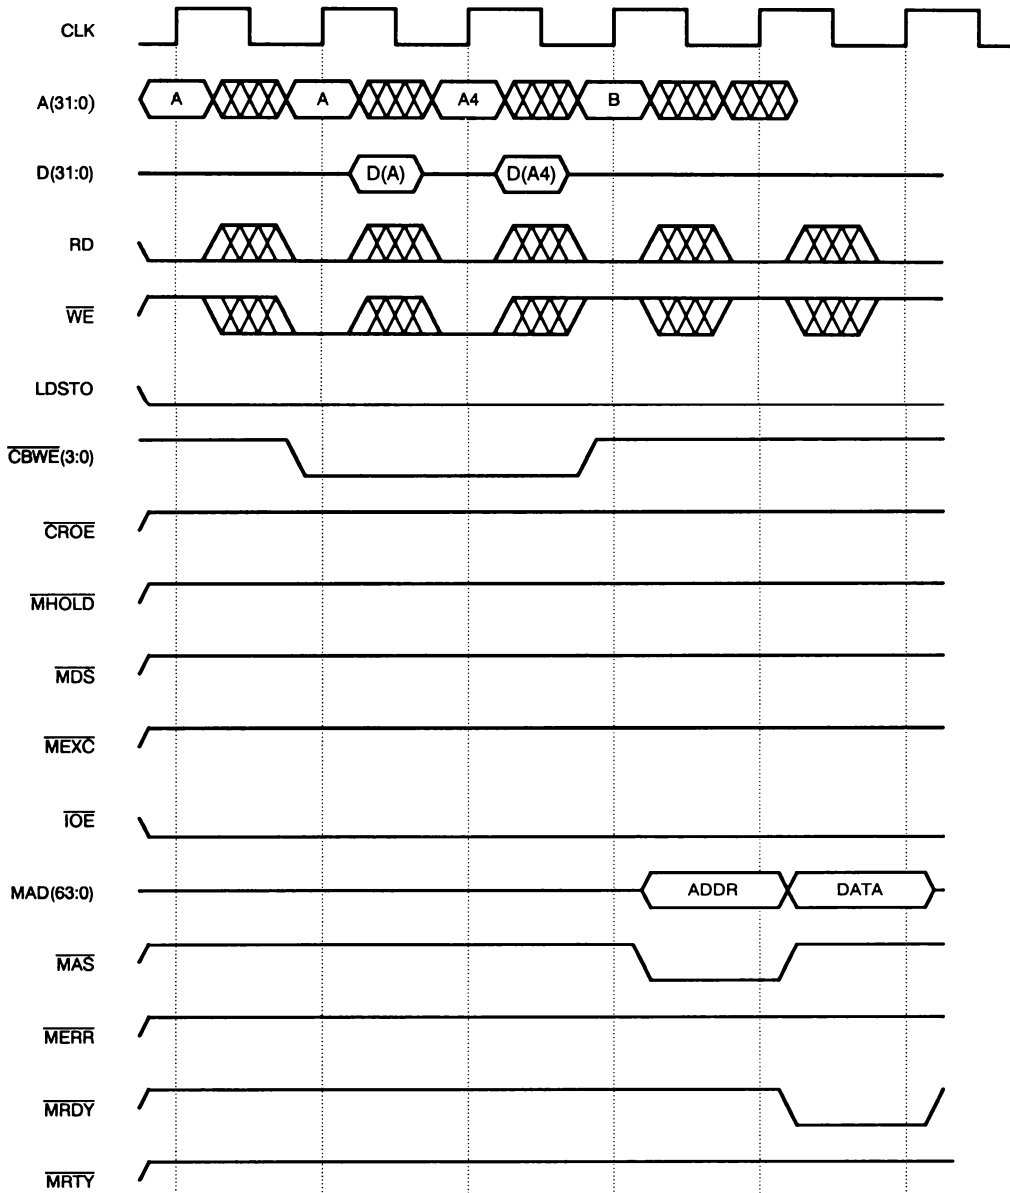 CLK
A(31:0) A A A4 B
D(31:0) D(A) D(A4)
RD
WE
LDSTO
CBWE(3:0)
CROE
MHOLD
MDS
MEXC
IOE
MAD(63:0) ADDR DATA
MAS
MERR
MRDY
MRTY